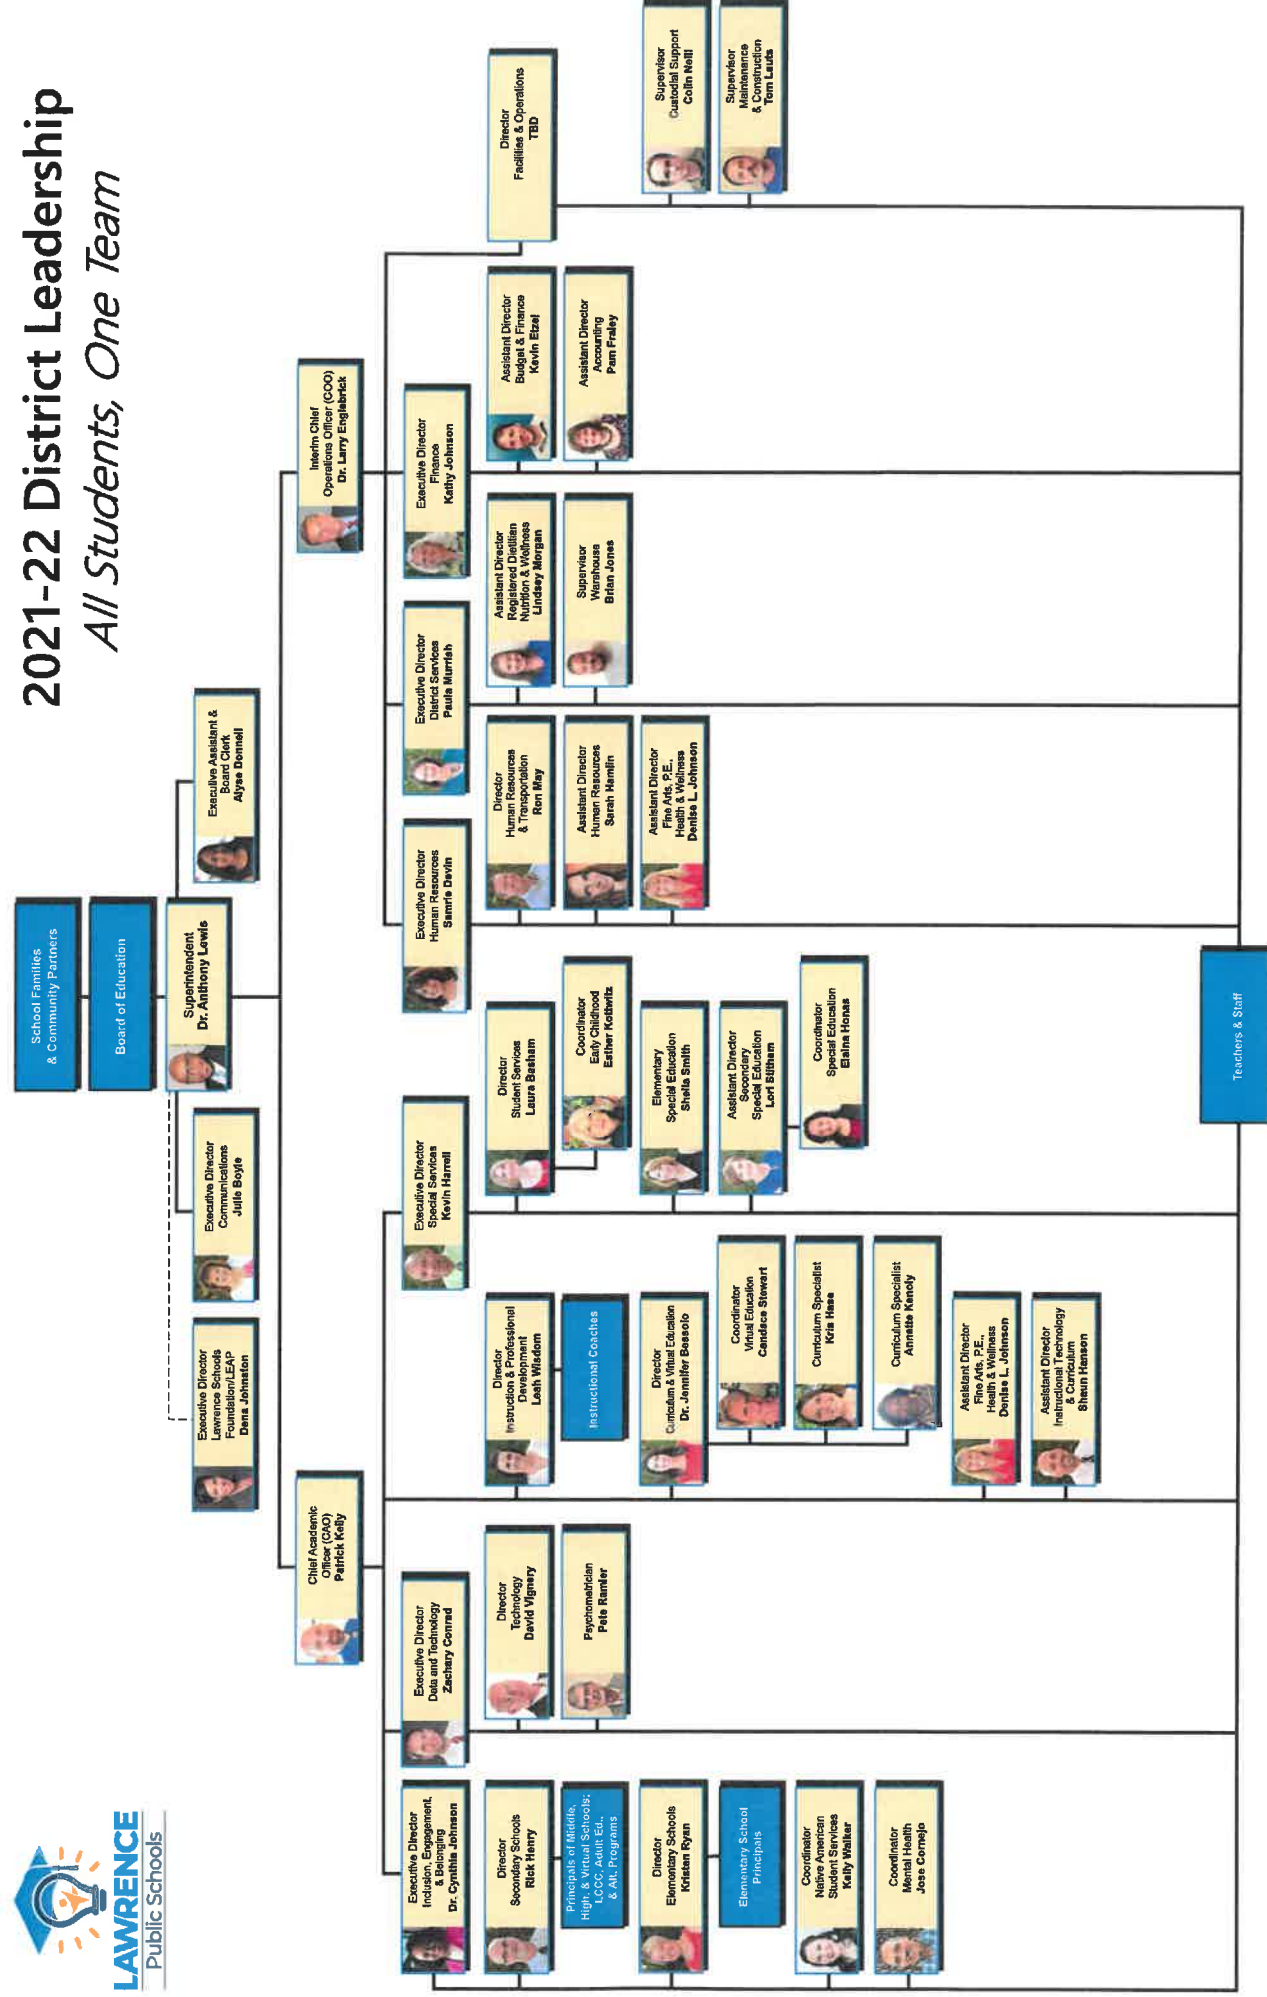 LAWRENCE
Public Schools
2021-22 District Leadership
All Students, One Team
School Families
& Community Partners
Board of Education
Superintendent
Dr. Anthony Lewis
Executive Director
Lawrence Schools
Foundation/LEAP
Dena Johnston
Executive Director
Communications
Julie Boyle
Executive Assistant &
Board Clerk
Alyse Donnell
Chief Academic
Officer (CAO)
Patrick Kelly
Interim Chief
Operations Officer (COO)
Dr. Larry Englebrick
Executive Director
Inclusion, Engagement,
& Belonging
Dr. Cynthia Johnson
Director
Secondary Schools
Rick Henry
Principals of Middle,
High, & Virtual Schools;
LCCC, Adult Ed.,
& Alt. Programs
Director
Elementary Schools
Kristen Ryan
Elementary School
Principals
Coordinator
Native American
Student Services
Kelly Walker
Coordinator
Mental Health
Jose Cornejo
Executive Director
Data and Technology
Zachary Conrad
Director
Technology
David Vignery
Psychometrician
Pete Ramler
Director
Instruction & Professional
Development
Leah Wisdom
Instructional Coaches
Director
Curriculum & Virtual Education
Dr. Jennifer Bessolo
Coordinator
Virtual Education
Candace Stewart
Curriculum Specialist
Kris Hase
Curriculum Specialist
Annette Kenoly
Assistant Director
Fine Arts, P.E.,
Health & Wellness
Denise L. Johnson
Assistant Director
Instructional Technology
& Curriculum
Shaun Hanson
Executive Director
Special Services
Kevin Harrell
Director
Student Services
Laura Basham
Coordinator
Early Childhood
Esther Kottwitz
Elementary
Special Education
Sheila Smith
Assistant Director
Secondary
Special Education
Lori Stitham
Coordinator
Special Education
Elaina Honas
Executive Director
Human Resources
Samrie Devin
Director
Human Resources
& Transportation
Ron May
Assistant Director
Human Resources
Sarah Hamlin
Assistant Director
Fine Arts, P.E.,
Health & Wellness
Denise L. Johnson
Executive Director
District Services
Paula Murrish
Assistant Director
Registered Dietitian
Nutrition & Wellness
Lindsey Morgan
Supervisor
Warehouse
Brian Jones
Executive Director
Finance
Kathy Johnson
Assistant Director
Budget & Finance
Kevin Etzel
Assistant Director
Accounting
Pam Fraley
Director
Facilities & Operations
TBD
Supervisor
Custodial Support
Colin Neill
Supervisor
Maintenance
& Construction
Tom Lauts
Teachers & Staff